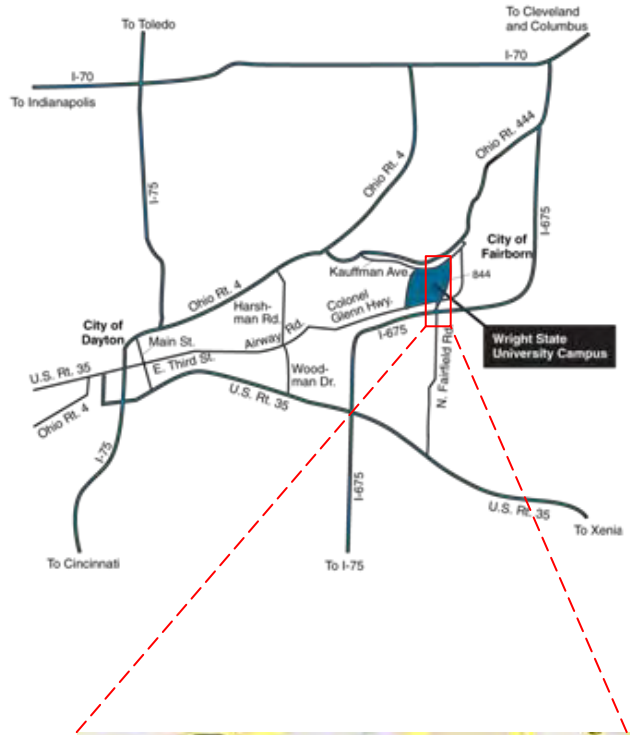 To Toledo
To Cleveland
and Columbus
I-70
I-70
To Indianapolis
Ohio Rt. 444
Ohio Rt. 4
I-75
I-675
City of
Fairborn
Kauffman Ave.
844
Ohio Rt. 4
Harsh-
man Rd.
Colonel
Glenn Hwy.
City of
Dayton
Main St.
Airway Rd.
I-675
Wright State
University Campus
E. Third St.
U.S. Rt. 35
Wood-
man Dr.
N. Fairfield Rd.
U.S. Rt. 35
Ohio Rt. 4
I-75
I-675
U.S. Rt. 35
To Xenia
To Cincinnati
To I-75